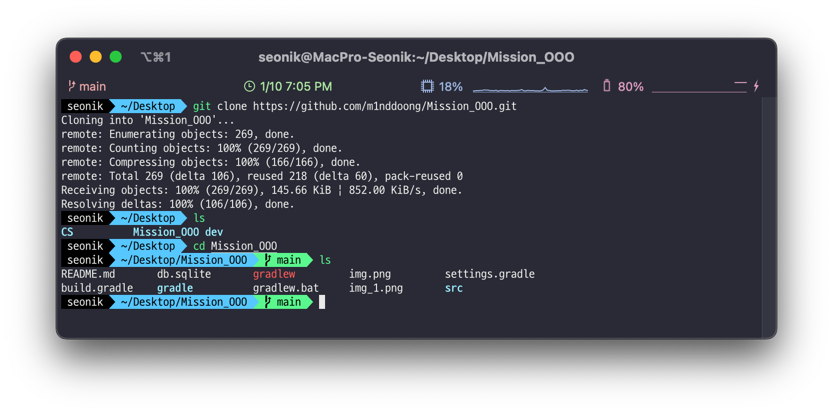 ⌥⌘1 seonik@MacPro-Seonik:~/Desktop/Mission_OOO
main 1/10 7:05 PM 18% 80%
seonik ~/Desktop git clone https://github.com/m1nddoong/Mission_OOO.git
Cloning into 'Mission_OOO'...
remote: Enumerating objects: 269, done.
remote: Counting objects: 100% (269/269), done.
remote: Compressing objects: 100% (166/166), done.
remote: Total 269 (delta 106), reused 218 (delta 60), pack-reused 0
Receiving objects: 100% (269/269), 145.66 KiB | 852.00 KiB/s, done.
Resolving deltas: 100% (106/106), done.
seonik ~/Desktop ls
CS Mission_OOO dev
seonik ~/Desktop cd Mission_OOO
seonik ~/Desktop/Mission_OOO main ls
README.md db.sqlite gradlew img.png settings.gradle
build.gradle gradle gradlew.bat img_1.png src
seonik ~/Desktop/Mission_OOO main